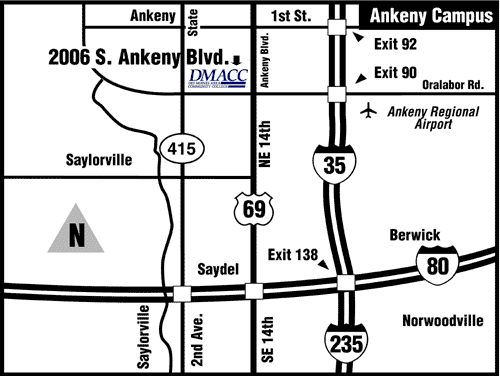 Ankeny
State
1st St.
Ankeny Campus
Exit 92
2006 S. Ankeny Blvd.
Ankeny Blvd.
DMACC
DES MOINES AREA
COMMUNITY COLLEGE
Exit 90
Oralabor Rd.
Ankeny Regional
Airport
NE 14th
415
Saylorville
35
69
N
Berwick
Exit 138
80
Saydel
Norwoodville
Saylorville
2nd Ave.
SE 14th
235